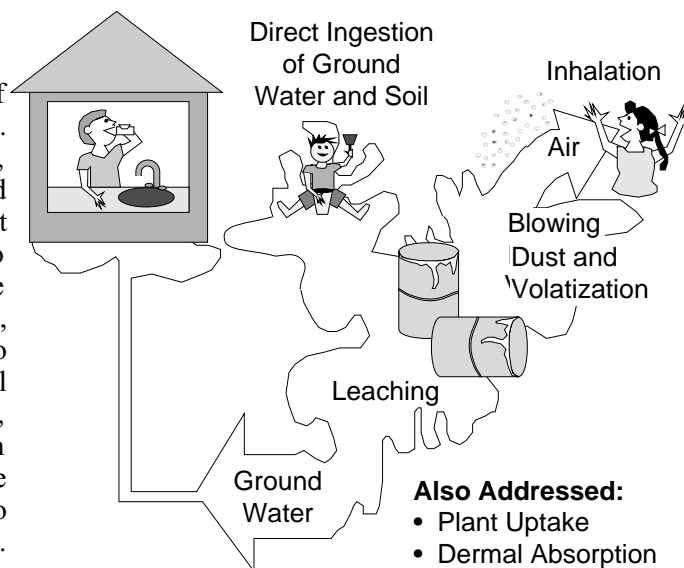 f
.
,
d
t
o
e
,
o
l
,
n
e
o
.
Direct Ingestion
of Ground
Water and Soil
Inhalation
Air
Blowing
Dust and
Volatization
Leaching
Ground
Water
Also Addressed:
• Plant Uptake
• Dermal Absorption